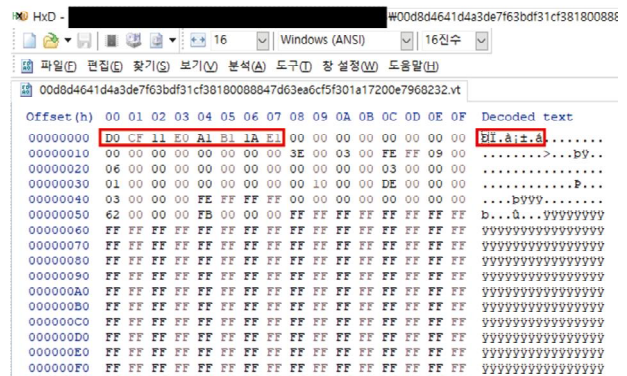 HxD - ₩00d8d4641d4a3de7f63bdf31cf381800888
16 Windows (ANSI) 16진수
파일(F) 편집(E) 찾기(S) 보기(V) 분석(A) 도구(T) 창 설정(W) 도움말(H)
00d8d4641d4a3de7f63bdf31cf38180088847d63ea6cf5f301a17200e7968232.vt
Offset(h) 00 01 02 03 04 05 06 07 08 09 0A 0B 0C 0D 0E 0F Decoded text
00000000 D0 CF 11 E0 A1 B1 1A E1 00 00 00 00 00 00 00 00 ÐÏ.à¡±.á........
00000010 00 00 00 00 00 00 00 00 3E 00 03 00 FE FF 09 00 ........>...þÿ..
00000020 06 00 00 00 00 00 00 00 00 00 00 00 03 00 00 00 ................
00000030 01 00 00 00 00 00 00 00 00 10 00 00 DE 00 00 00 ............Þ...
00000040 03 00 00 00 FE FF FF FF 00 00 00 00 00 00 00 00 ....þÿÿÿ........
00000050 62 00 00 00 FB 00 00 00 FF FF FF FF FF FF FF FF b...û...ÿÿÿÿÿÿÿÿ
00000060 FF FF FF FF FF FF FF FF FF FF FF FF FF FF FF FF ÿÿÿÿÿÿÿÿÿÿÿÿÿÿÿÿ
00000070 FF FF FF FF FF FF FF FF FF FF FF FF FF FF FF FF ÿÿÿÿÿÿÿÿÿÿÿÿÿÿÿÿ
00000080 FF FF FF FF FF FF FF FF FF FF FF FF FF FF FF FF ÿÿÿÿÿÿÿÿÿÿÿÿÿÿÿÿ
00000090 FF FF FF FF FF FF FF FF FF FF FF FF FF FF FF FF ÿÿÿÿÿÿÿÿÿÿÿÿÿÿÿÿ
000000A0 FF FF FF FF FF FF FF FF FF FF FF FF FF FF FF FF ÿÿÿÿÿÿÿÿÿÿÿÿÿÿÿÿ
000000B0 FF FF FF FF FF FF FF FF FF FF FF FF FF FF FF FF ÿÿÿÿÿÿÿÿÿÿÿÿÿÿÿÿ
000000C0 FF FF FF FF FF FF FF FF FF FF FF FF FF FF FF FF ÿÿÿÿÿÿÿÿÿÿÿÿÿÿÿÿ
000000D0 FF FF FF FF FF FF FF FF FF FF FF FF FF FF FF FF ÿÿÿÿÿÿÿÿÿÿÿÿÿÿÿÿ
000000E0 FF FF FF FF FF FF FF FF FF FF FF FF FF FF FF FF ÿÿÿÿÿÿÿÿÿÿÿÿÿÿÿÿ
000000F0 FF FF FF FF FF FF FF FF FF FF FF FF FF FF FF FF ÿÿÿÿÿÿÿÿÿÿÿÿÿÿÿÿ